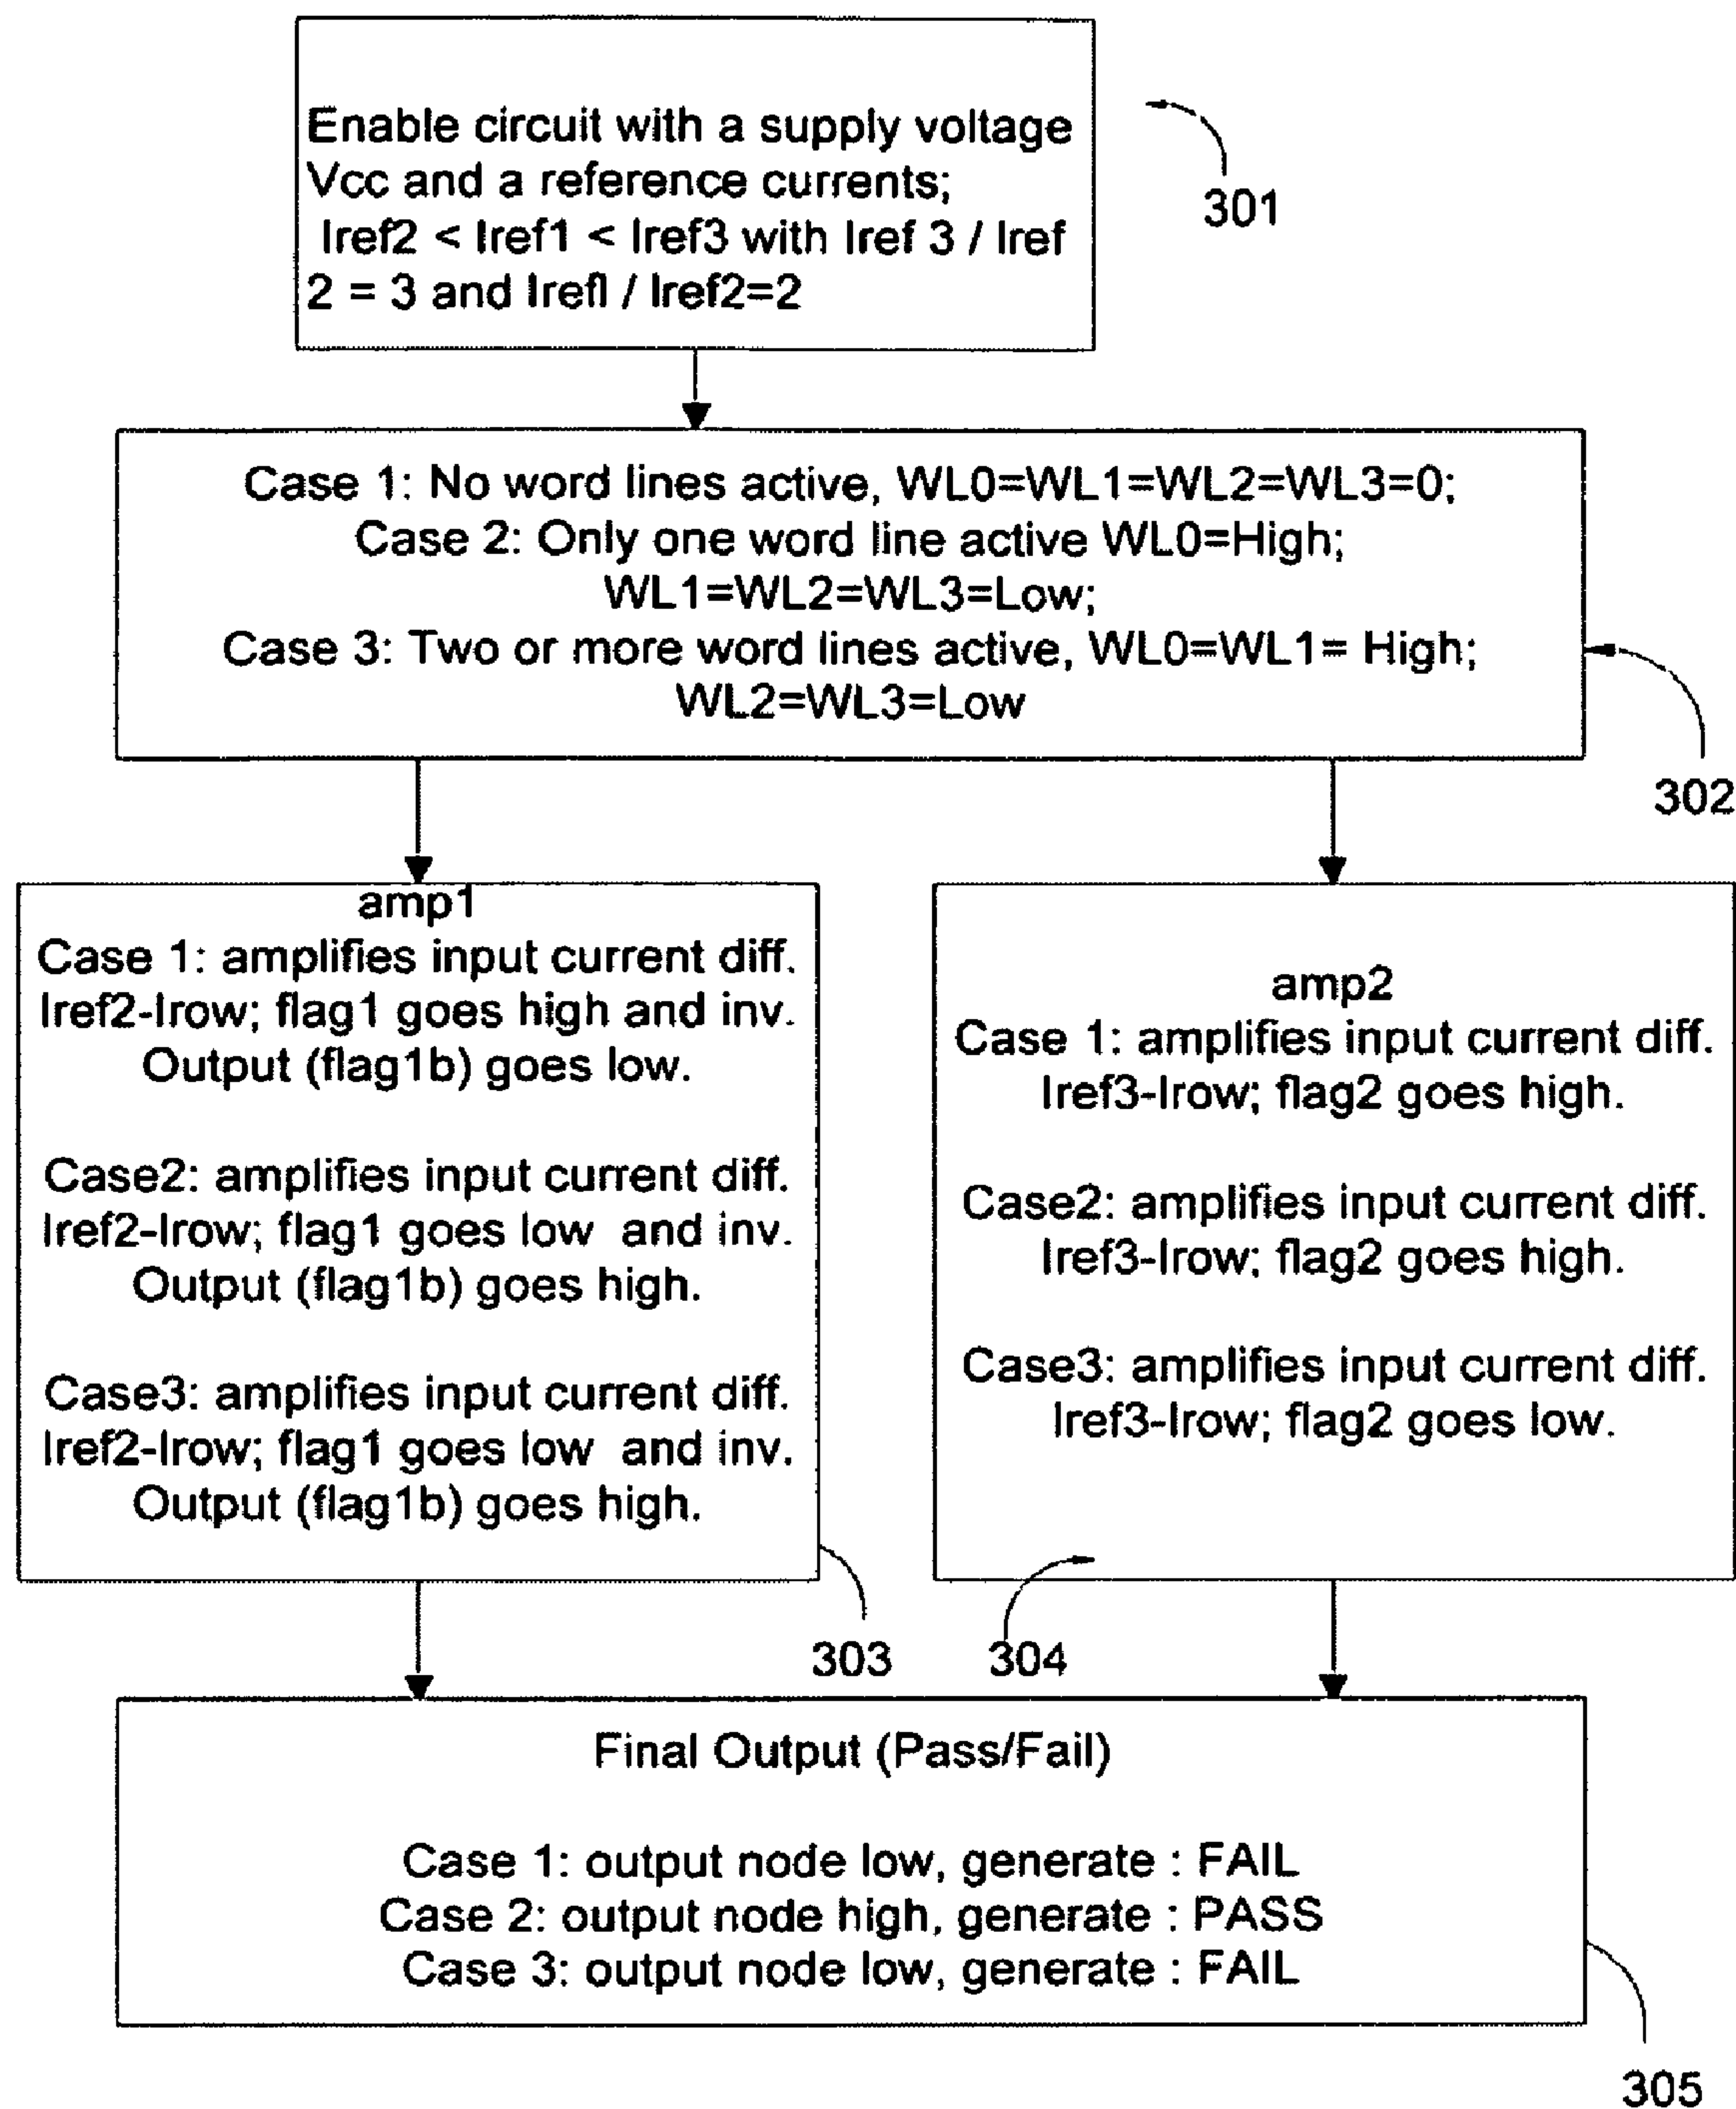 Enable circuit with a supply voltage
Vcc and a reference currents;
Iref2 < Iref1 < Iref3 with Iref 3 / Iref
2 = 3 and Irefl / Iref2=2
301
Case 1: No word lines active, WL0=WL1=WL2=WL3=0;
Case 2: Only one word line active WL0=High;
WL1=WL2=WL3=Low;
Case 3: Two or more word lines active, WL0=WL1= High;
WL2=WL3=Low
302
amp1
Case 1: amplifies input current diff.
Iref2-Irow; flag1 goes high and inv.
Output (flag1b) goes low.
Case2: amplifies input current diff.
Iref2-Irow; flag1 goes low and inv.
Output (flag1b) goes high.
Case3: amplifies input current diff.
Iref2-Irow; flag1 goes low and inv.
Output (flag1b) goes high.
303
amp2
Case 1: amplifies input current diff.
Iref3-Irow; flag2 goes high.
Case2: amplifies input current diff.
Iref3-Irow; flag2 goes high.
Case3: amplifies input current diff.
Iref3-Irow; flag2 goes low.
304
Final Output (Pass/Fail)
Case 1: output node low, generate : FAIL
Case 2: output node high, generate : PASS
Case 3: output node low, generate : FAIL
305